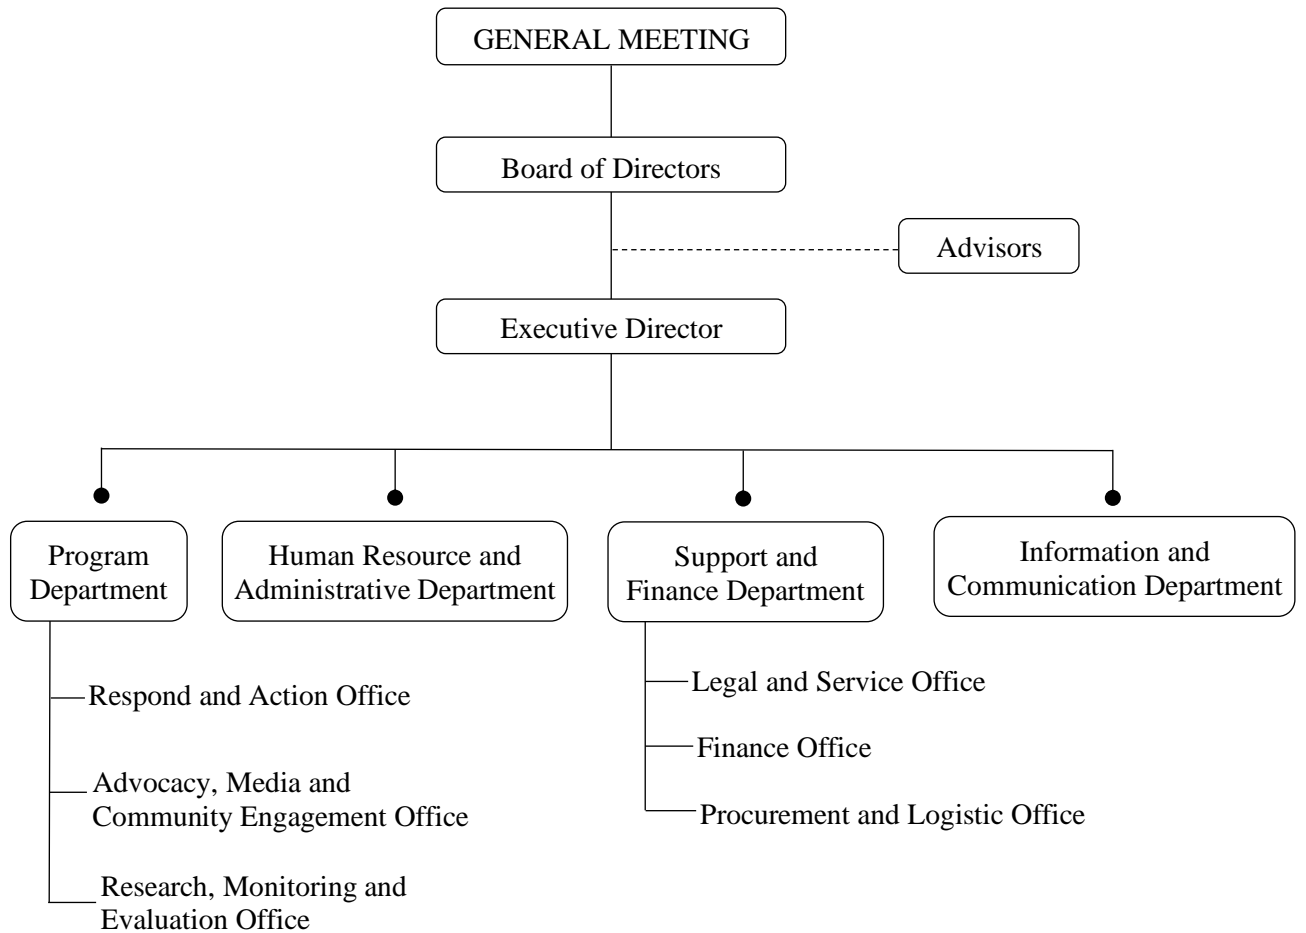 GENERAL MEETING
Board of Directors
Advisors
Executive Director
Program
Department
Human Resource and
Administrative Department
Support and
Finance Department
Information and
Communication Department
Respond and Action Office
Advocacy, Media and
Community Engagement Office
Research, Monitoring and
Evaluation Office
Legal and Service Office
Finance Office
Procurement and Logistic Office